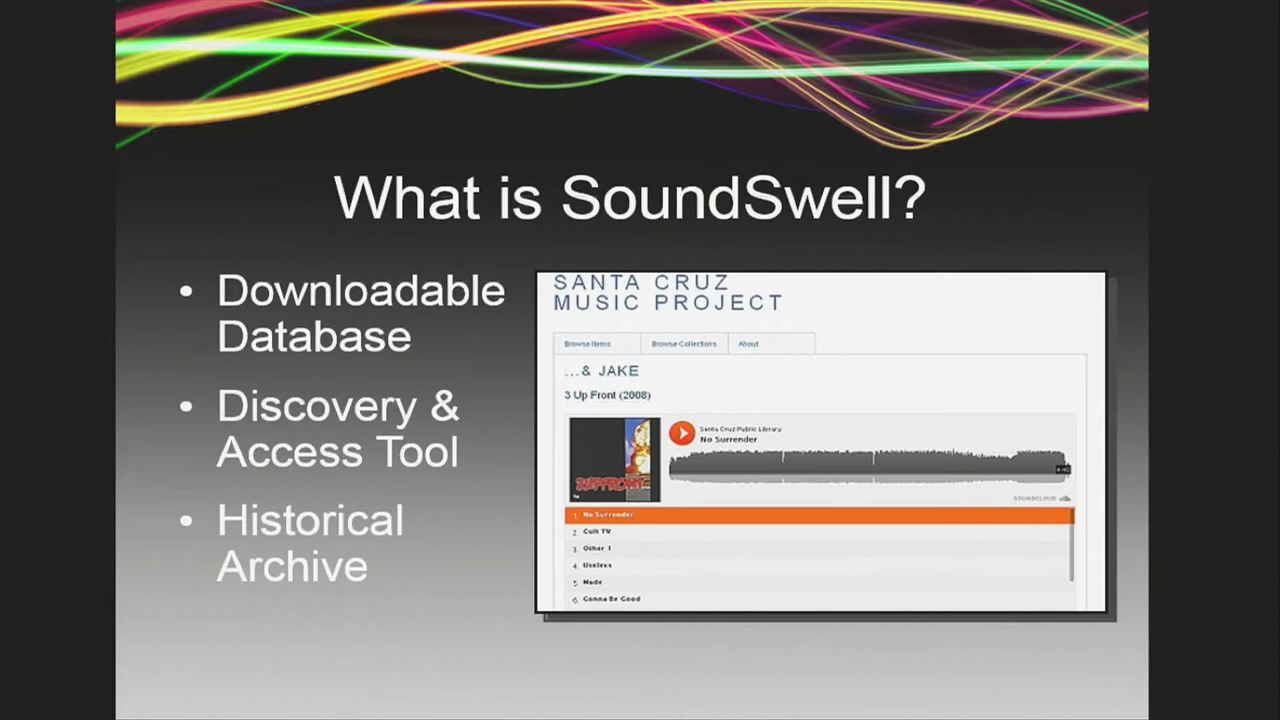 What is SoundSwell?
• Downloadable
Database
• Discovery &
Access Tool
• Historical
Archive
SANTA CRUZ
MUSIC PROJECT
Browse Items
Browse Collections
About
...& JAKE
3 Up Front (2008)
Santa Cruz Public Library
No Surrender
SOUNDCLOUD
3UPFRONT
1. No Surrender
2. Cult TV
3. Other 1
4. Useless
5. Made
6. Gonna Be Good